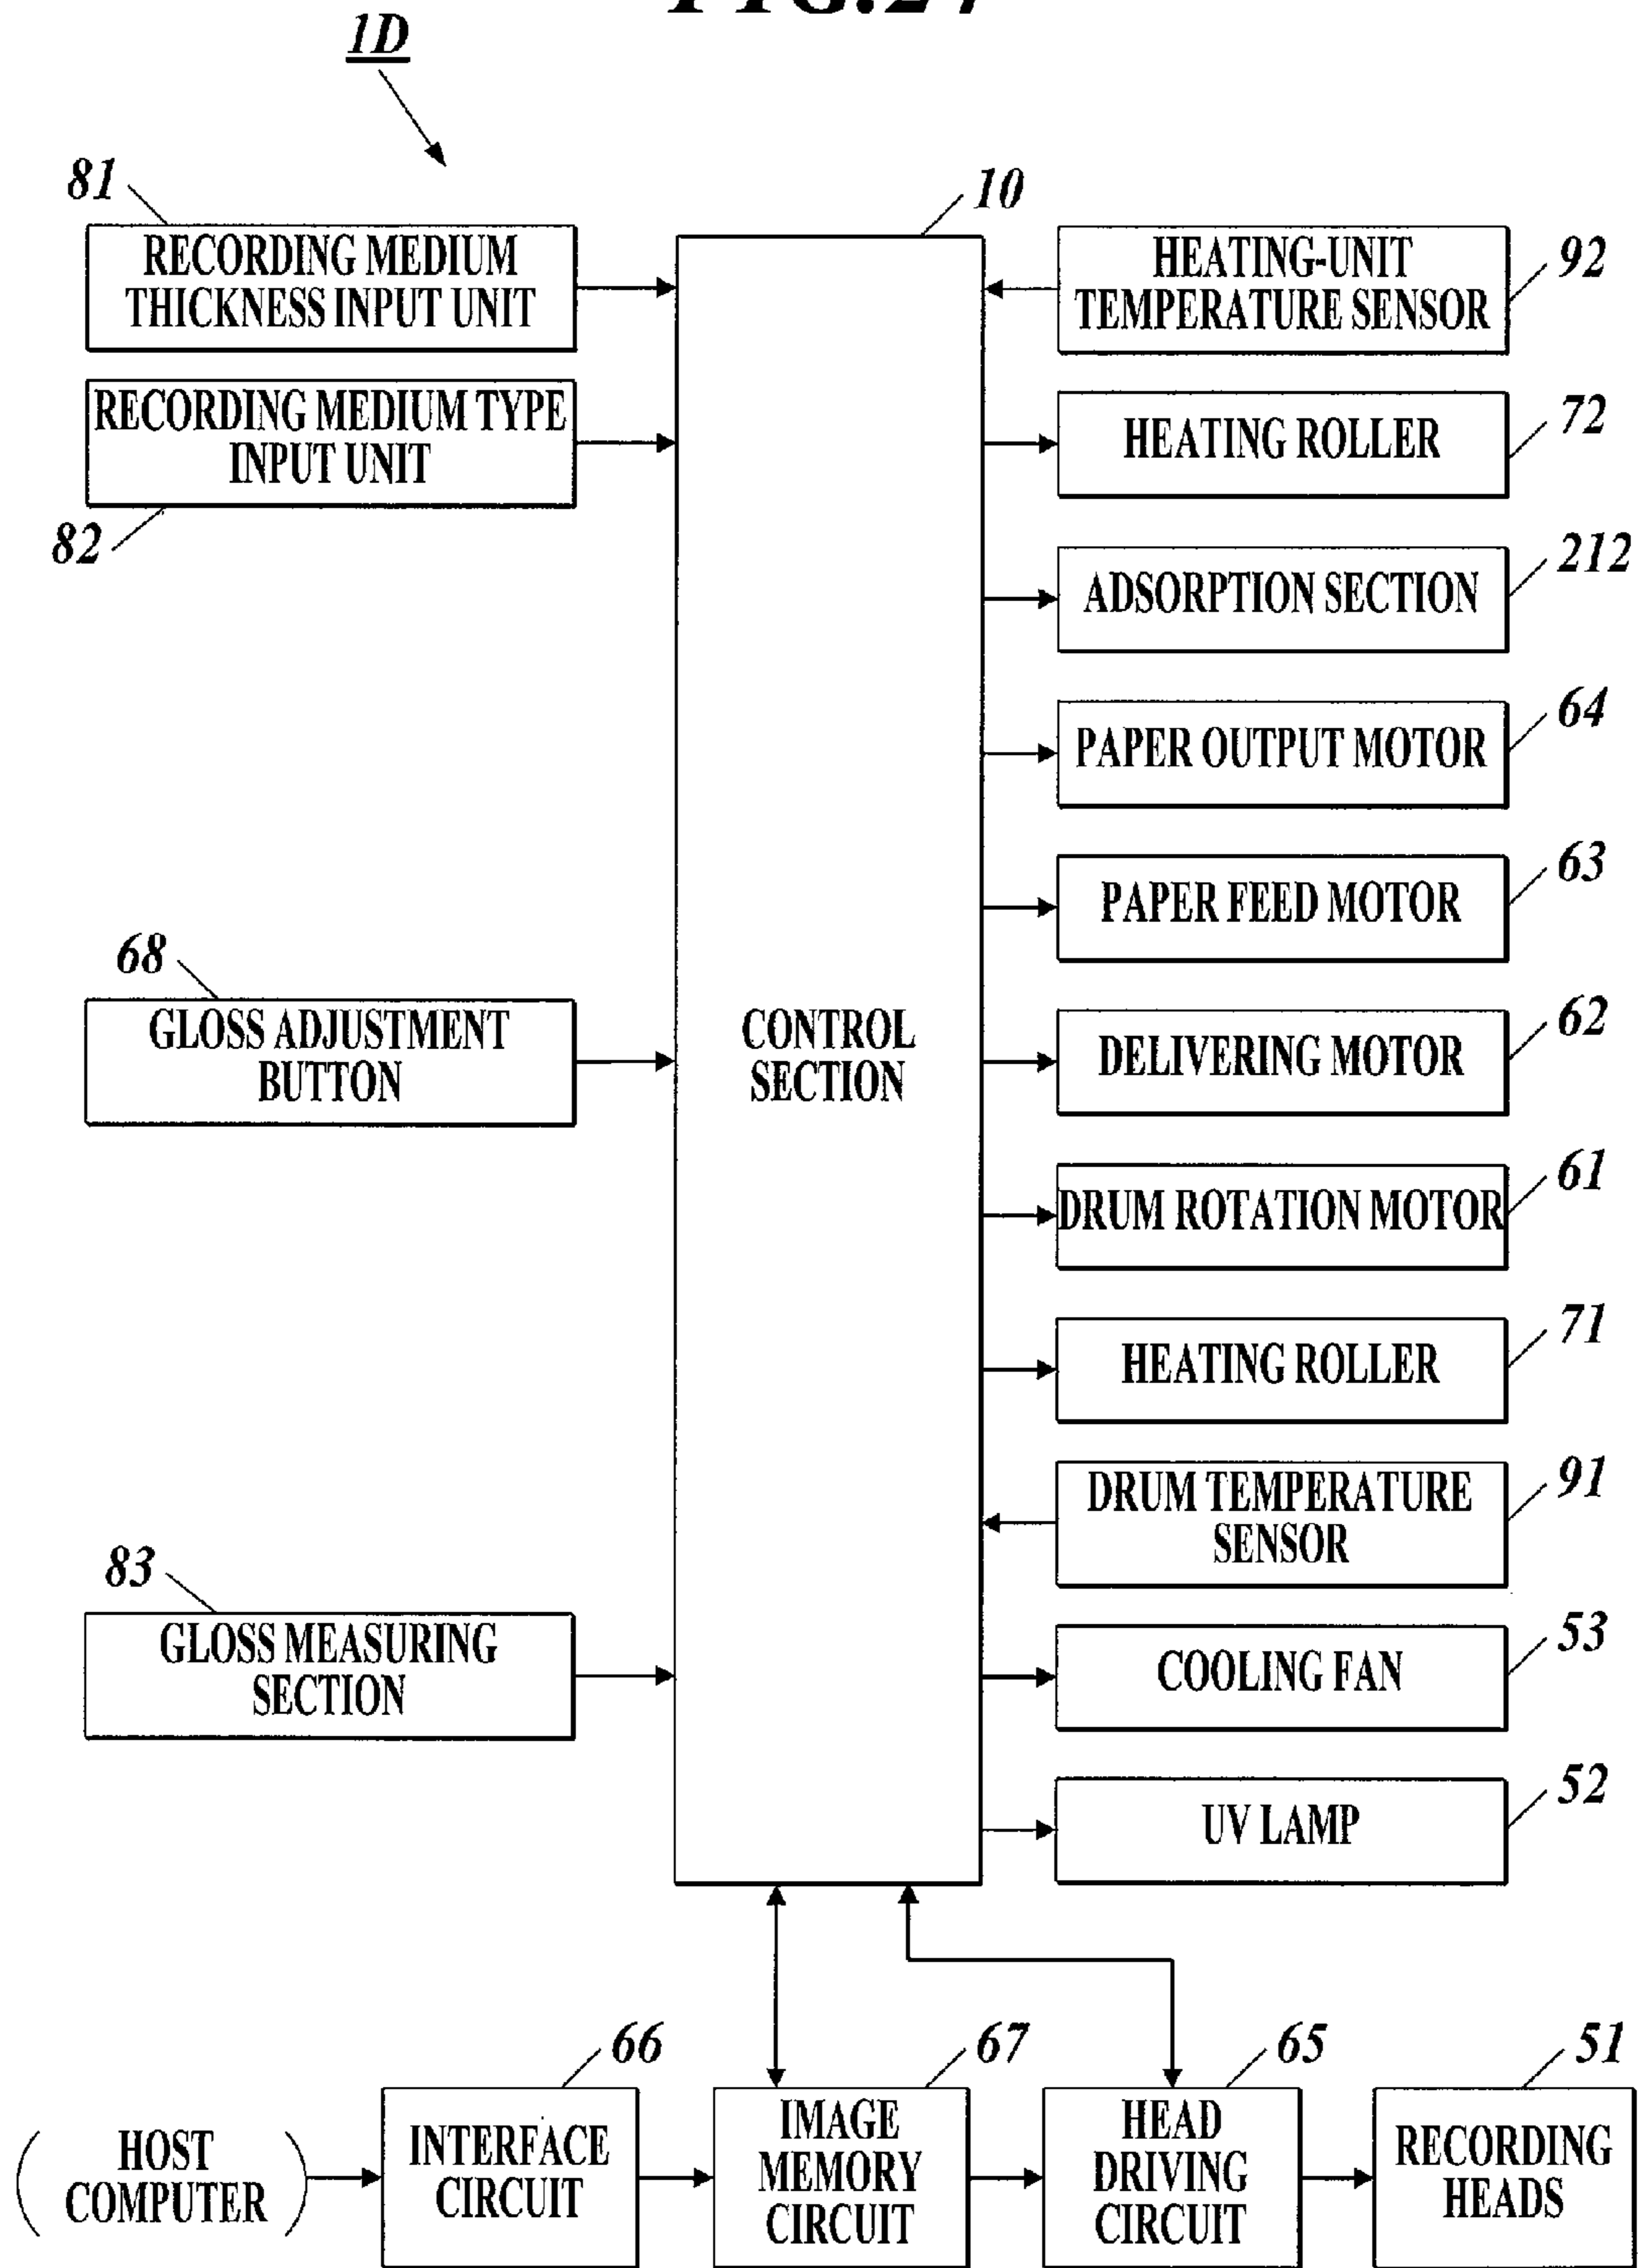 FIG.27
1D
81
10
RECORDING MEDIUM
THICKNESS INPUT UNIT
HEATING-UNIT
TEMPERATURE SENSOR
92
RECORDING MEDIUM TYPE
INPUT UNIT
82
HEATING ROLLER
72
ADSORPTION SECTION
212
PAPER OUTPUT MOTOR
64
PAPER FEED MOTOR
63
68
GLOSS ADJUSTMENT
BUTTON
CONTROL
SECTION
DELIVERING MOTOR
62
DRUM ROTATION MOTOR
61
HEATING ROLLER
71
DRUM TEMPERATURE
SENSOR
91
83
GLOSS MEASURING
SECTION
COOLING FAN
53
UV LAMP
52
66
67
65
51
(HOST
COMPUTER)
INTERFACE
CIRCUIT
IMAGE
MEMORY
CIRCUIT
HEAD
DRIVING
CIRCUIT
RECORDING
HEADS